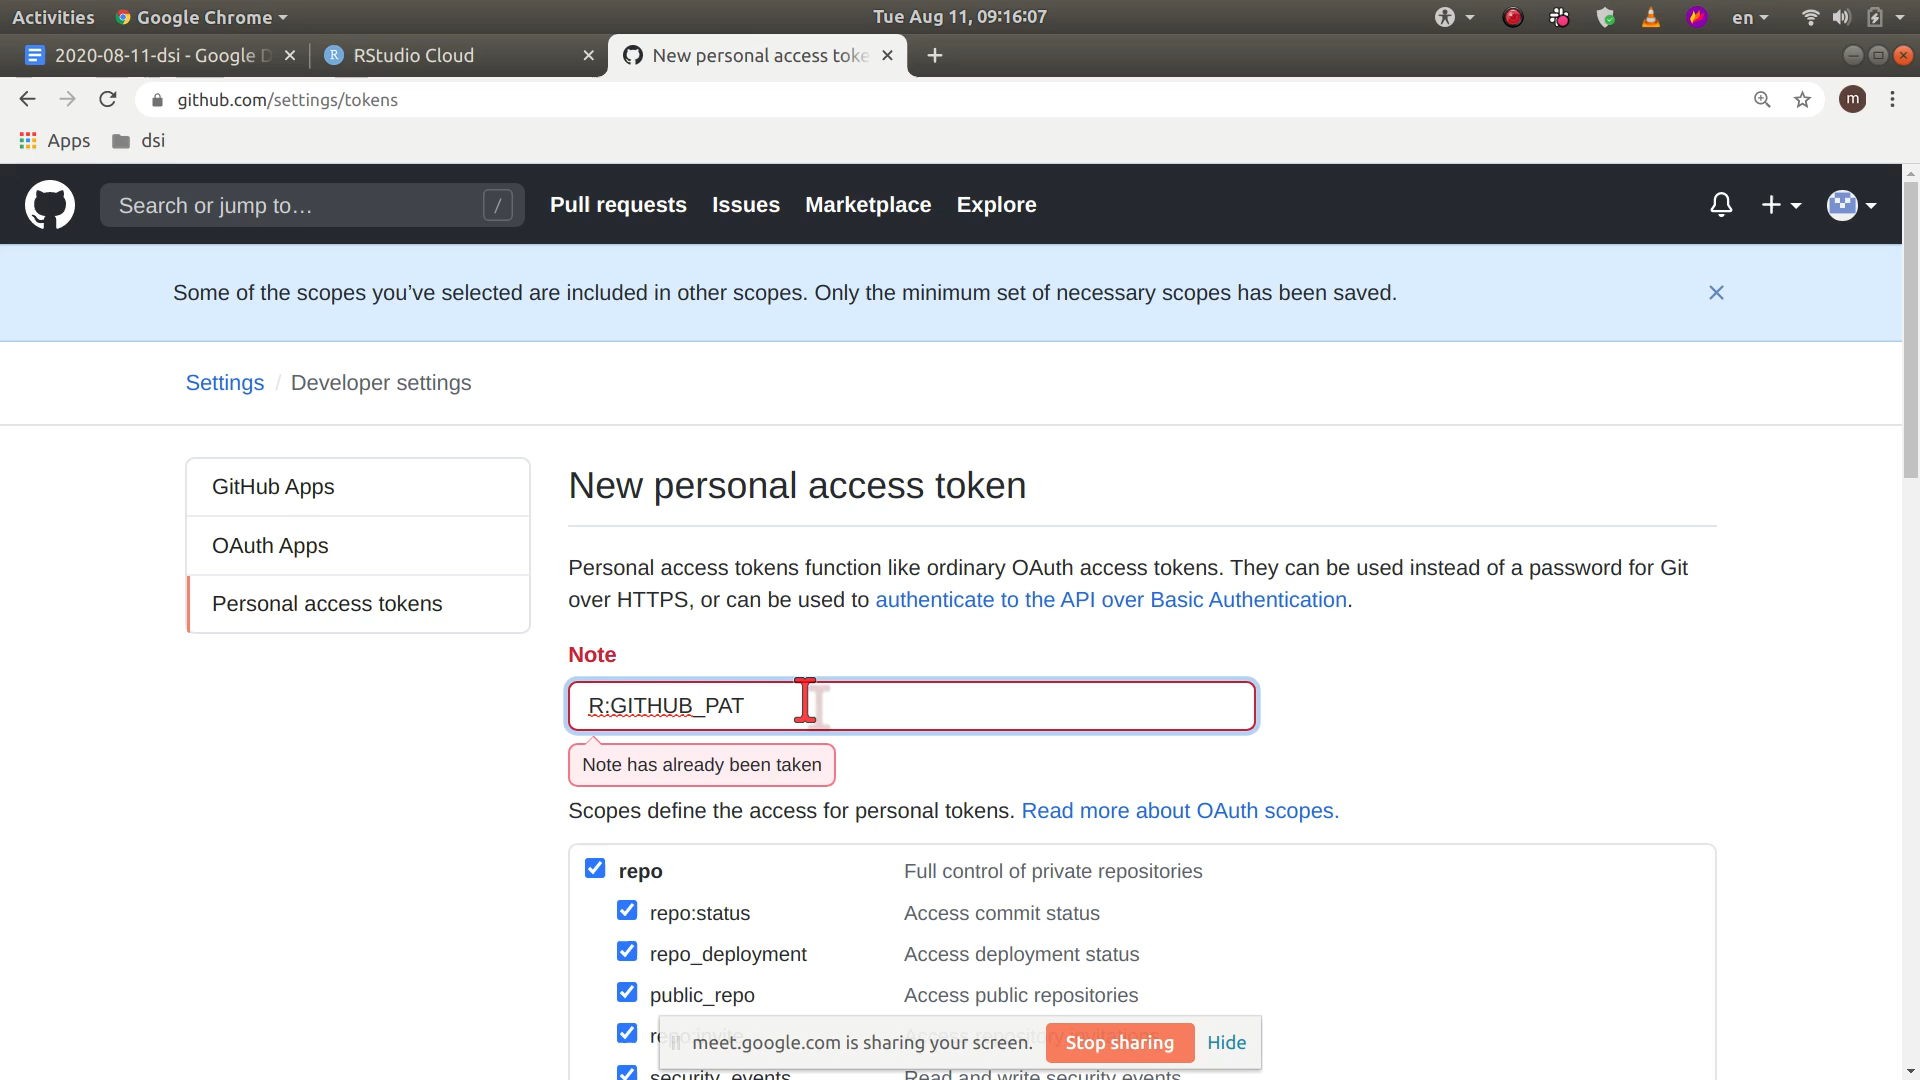 Activities
Google Chrome
Tue Aug 11, 09:16:07
en
2020-08-11-dsi - Google D
RStudio Cloud
New personal access toke
github.com/settings/tokens
m
Apps
dsi
Search or jump to…
/
Pull requests
Issues
Marketplace
Explore
Some of the scopes you’ve selected are included in other scopes. Only the minimum set of necessary scopes has been saved.
Settings / Developer settings
GitHub Apps
OAuth Apps
Personal access tokens
New personal access token
Personal access tokens function like ordinary OAuth access tokens. They can be used instead of a password for Git
over HTTPS, or can be used to authenticate to the API over Basic Authentication.
Note
R:GITHUB_PAT
Note has already been taken
Scopes define the access for personal tokens. Read more about OAuth scopes.
repo Full control of private repositories
repo:status Access commit status
repo_deployment Access deployment status
public_repo Access public repositories
meet.google.com is sharing your screen.
Stop sharing
Hide
security_events Read and write security events